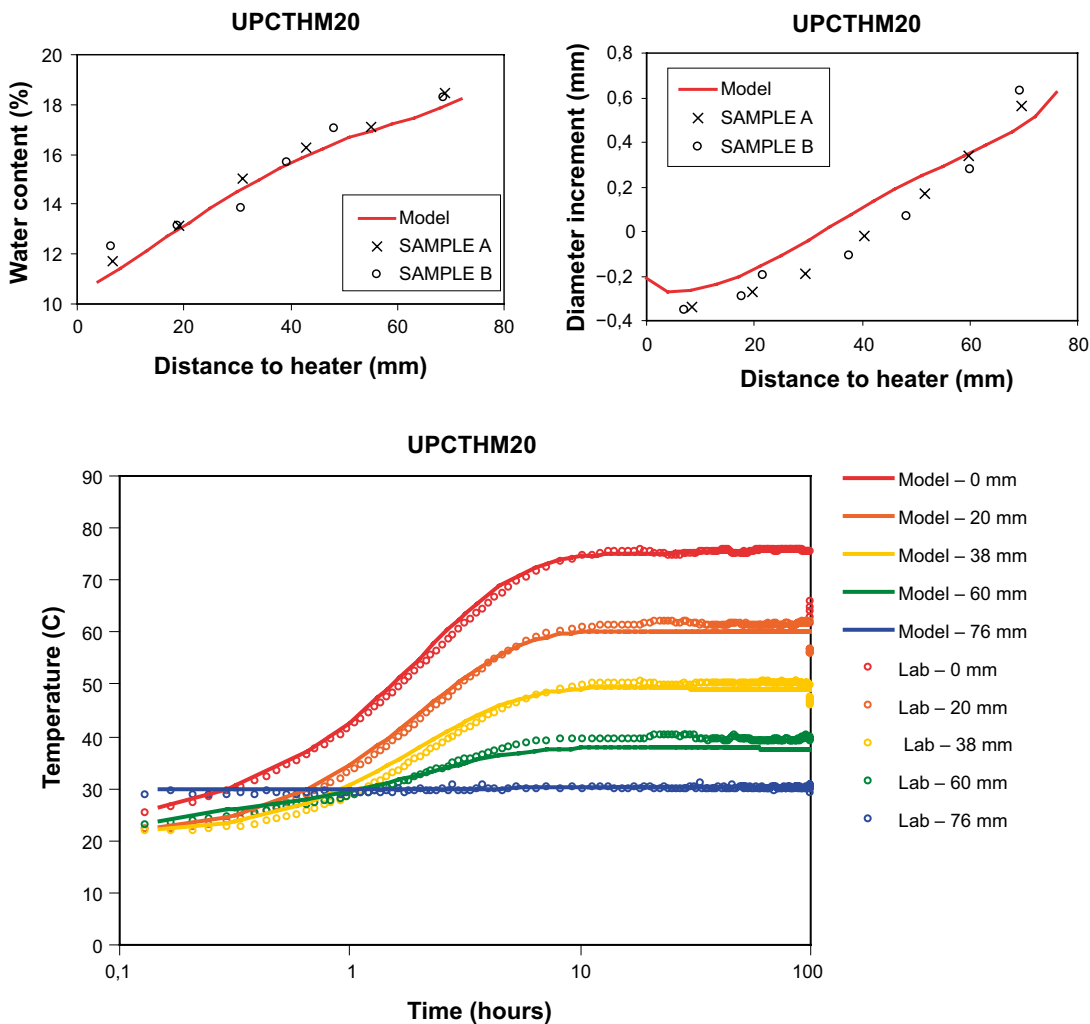 UPCTHM20
Water content (%)
20
18
16
14
12
10
0
20
40
60
80
Model
SAMPLE A
SAMPLE B
Distance to heater (mm)
UPCTHM20
Diameter increment (mm)
0,8
0,6
0,4
0,2
0
−0,2
−0,4
0
20
40
60
80
Model
SAMPLE A
SAMPLE B
Distance to heater (mm)
UPCTHM20
Temperature (C)
90
80
70
60
50
40
30
20
10
0
0,1
1
10
100
Time (hours)
Model – 0 mm
Model – 20 mm
Model – 38 mm
Model – 60 mm
Model – 76 mm
Lab – 0 mm
Lab – 20 mm
Lab – 38 mm
Lab – 60 mm
Lab – 76 mm